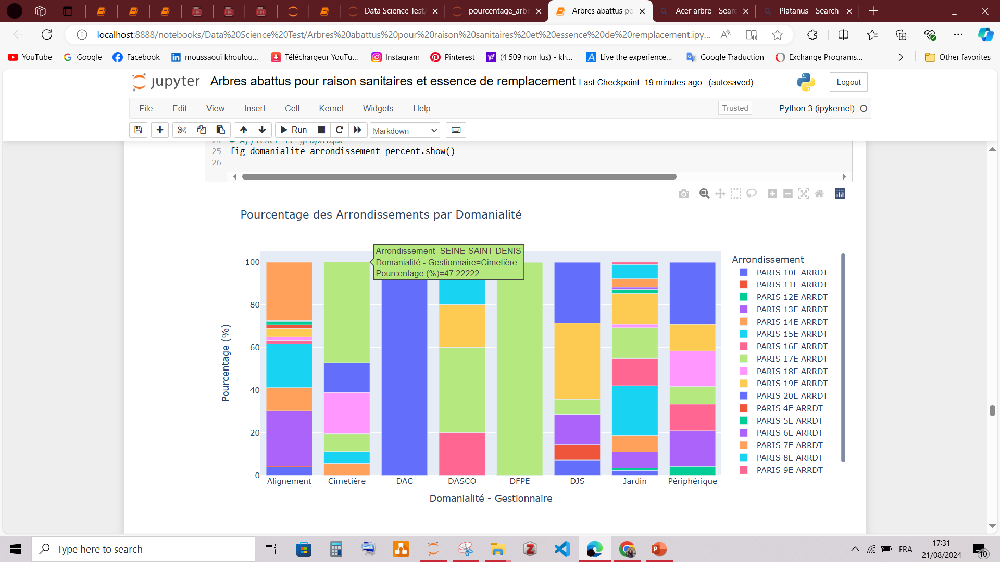 Data Science Test/
pourcentage_arbr
Arbres abattus po
Acer arbre - Searc
Platanus - Search
localhost:8888/notebooks/Data%20Science%20Test/Arbres%20abattus%20pour%20raison%20sanitaires%20et%20essence%20de%20remplacement.ipy...
YouTube
Google
Facebook
moussaoui khoulou...
Téléchargeur YouTu...
Instagram
Pinterest
(4 509 non lus) - kh...
Live the experience...
Google Traduction
Exchange Programs...
Other favorites
jupyter
Arbres abattus pour raison sanitaires et essence de remplacement Last Checkpoint: 19 minutes ago (autosaved)
Logout
File Edit View Insert Cell Kernel Widgets Help
Trusted
Python 3 (ipykernel)
Run
Markdown
24 # Afficher le graphique
25 fig_domanialite_arrondissement_percent.show()
26
Pourcentage des Arrondissements par Domanialité
Arrondissement=SEINE-SAINT-DENIS
Domanialité - Gestionnaire=Cimetière
Pourcentage (%)=47.22222
Pourcentage (%)
100
80
60
40
20
0
Alignement Cimetière DAC DASCO DFPE DJS Jardin Périphérique
Domanialité - Gestionnaire
Arrondissement
PARIS 10E ARRDT
PARIS 11E ARRDT
PARIS 12E ARRDT
PARIS 13E ARRDT
PARIS 14E ARRDT
PARIS 15E ARRDT
PARIS 16E ARRDT
PARIS 17E ARRDT
PARIS 18E ARRDT
PARIS 19E ARRDT
PARIS 20E ARRDT
PARIS 4E ARRDT
PARIS 5E ARRDT
PARIS 6E ARRDT
PARIS 7E ARRDT
PARIS 8E ARRDT
PARIS 9E ARRDT
Type here to search
FRA
17:31
21/08/2024
10